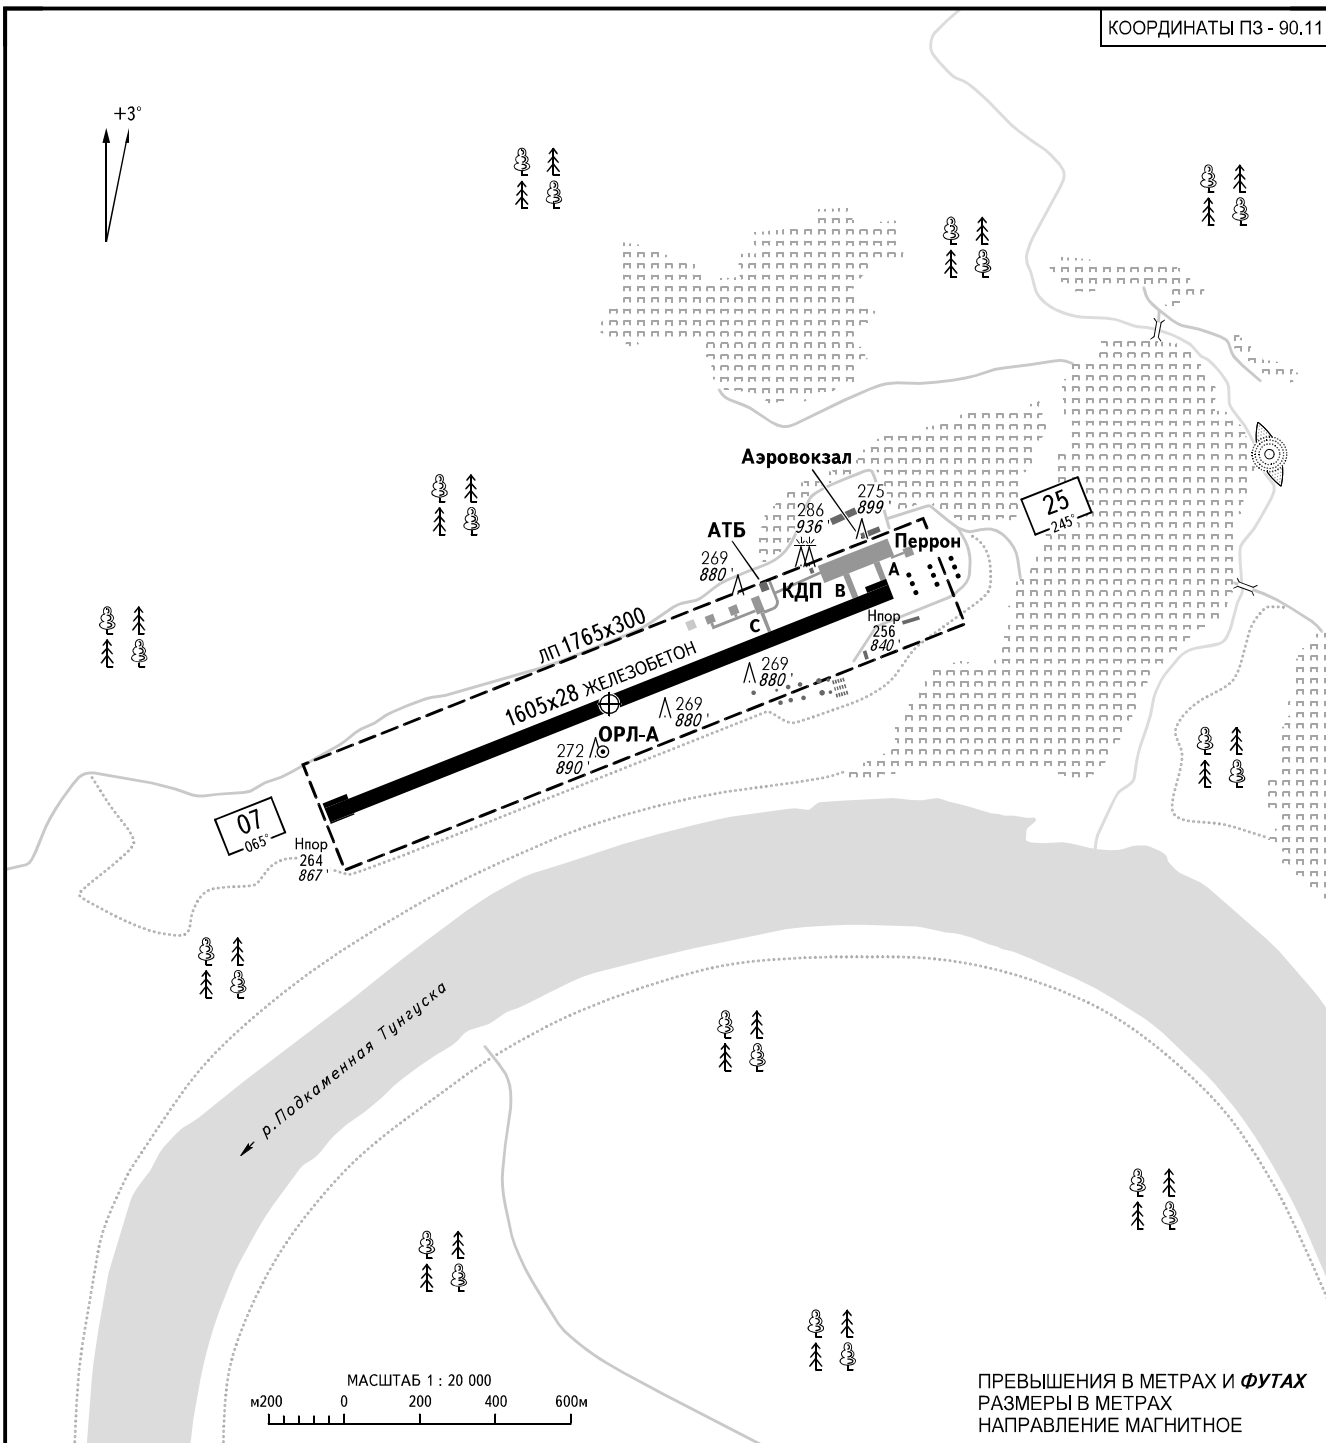 КООРДИНАТЫ ПЗ - 90.11
+3°
Аэровокзал
275
899'
286
936'
25
245°
АТБ
269
880'
Перрон
A
КДП
B
C
Нпор
256
840'
ЛП 1765x300
1605x28 ЖЕЛЕЗОБЕТОН
269
880'
269
880'
ОРЛ-А
272
890'
07
065°
Нпор
264
867'
р.Подкаменная Тунгуска
МАСШТАБ 1 : 20 000
м200 0 200 400 600м
ПРЕВЫШЕНИЯ В МЕТРАХ И ФУТАХ
РАЗМЕРЫ В МЕТРАХ
НАПРАВЛЕНИЕ МАГНИТНОЕ